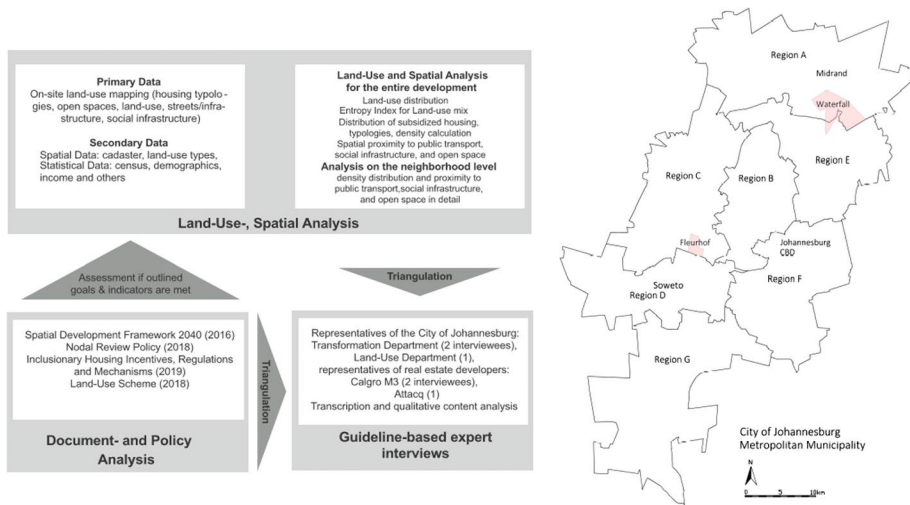 Primary Data
On-site land-use mapping (housing typolo-
gies, open spaces, land-use, streets/infra-
structure, social infrastructure)
Secondary Data
Spatial Data: cadaster, land-use types,
Statistical Data: census, demographics,
income and others
Land-Use and Spatial Analysis
for the entire development
Land-use distribution
Entropy Index for Land-use mix
Distribution of subsidized housing,
typologies, density calculation
Spatial proximity to public transport,
social infrastructure, and open space
Analysis on the neighborhood level
density distribution and proximity to
public transport,social infrastructure,
and open space in detail
Land-Use-, Spatial Analysis
Assessment if outlined
goals & indicators are met
Triangulation
Spatial Development Framework 2040 (2016)
Nodal Review Policy (2018)
Inclusionary Housing Incentives, Regulations
and Mechanisms (2019)
Land-Use Scheme (2018)
Document- and Policy
Analysis
Triangulation
Representatives of the City of Johannesburg:
Transformation Department (2 interviewees),
Land-Use Department (1),
representatives of real estate developers:
Calgro M3 (2 interviewees),
Attacq (1)
Transcription and qualitative content analysis
Guideline-based expert
interviews
Region A
Midrand
Waterfall
Region E
Region C
Region B
Fleurhof
Johannesburg
CBD
Region F
Soweto
Region D
Region G
City of Johannesburg
Metropolitan Municipality
N
0 5 10km